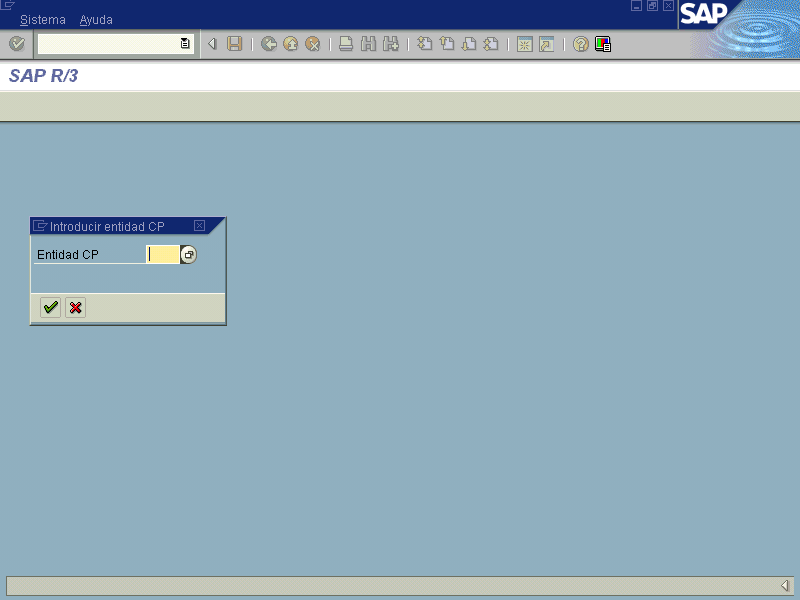 Sistema Ayuda
SAP
SAP R/3
Introducir entidad CP
Entidad CP